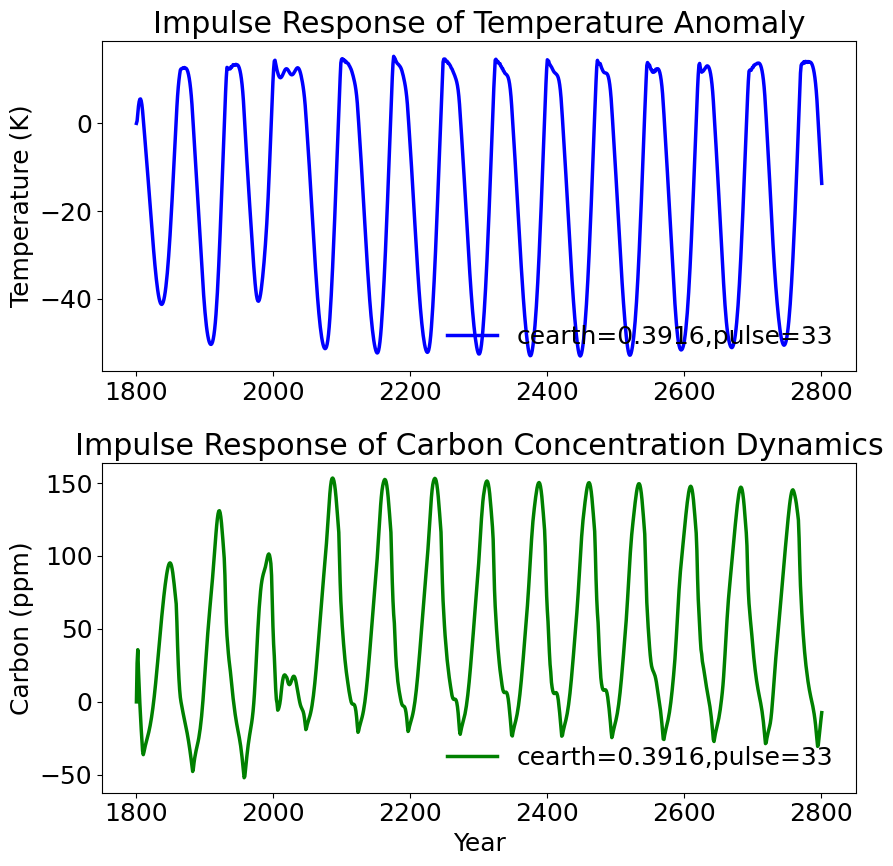 Impulse Response of Temperature Anomaly
Temperature (K)
0
−20
−40
cearth=0.3916,pulse=33
1800 2000 2200 2400 2600 2800
Impulse Response of Carbon Concentration Dynamics
Carbon (ppm)
150
100
50
0
−50
cearth=0.3916,pulse=33
1800 2000 2200 2400 2600 2800
Year